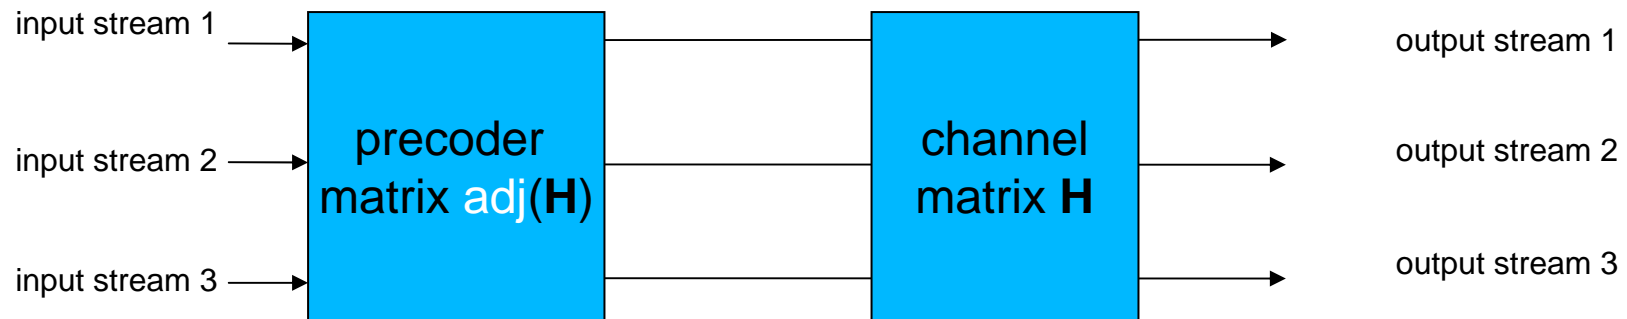 input stream 1
input stream 2
input stream 3
precoder
matrix adj(H)
channel
matrix H
output stream 1
output stream 2
output stream 3